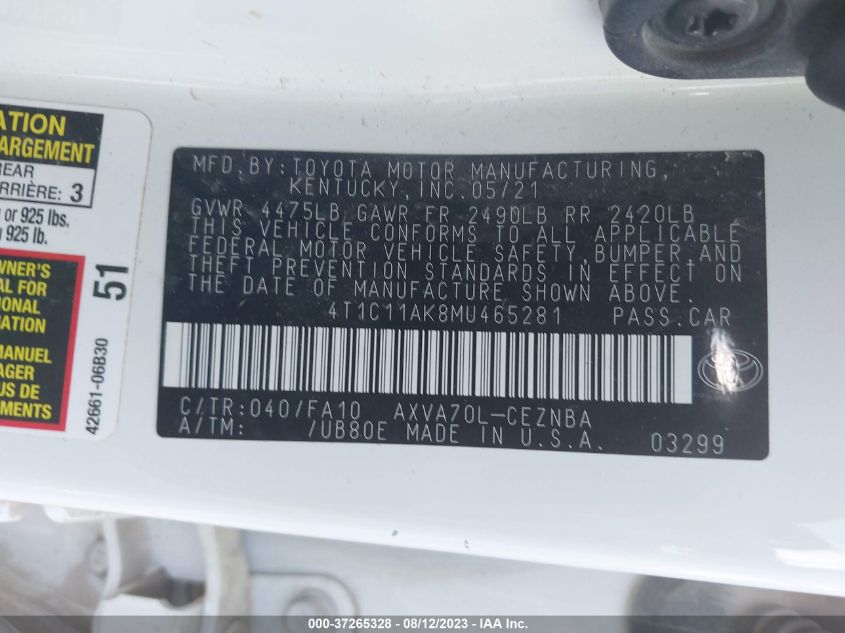 ATION
ARGEMENT
REAR
ARRIÈRE: 3
or 925 lbs.
925 lb.
WNER'S
AL FOR
IONAL
MATION
MANUEL
AGER
US DE
EMENTS
51
42661-06B30
MFD.BY:TOYOTA MOTOR MANUFACTURING,
KENTUCKY, INC.05/21
GVWR 4475LB GAWR FR 2490LB RR 2420LB
THIS VEHICLE CONFORMS TO ALL APPLICABLE
FEDERAL MOTOR VEHICLE SAFETY,BUMPER,AND
THEFT PREVENTION STANDARDS IN EFFECT ON
THE DATE OF MANUFACTURE SHOWN ABOVE.
4T1C11AK8MU465281 PASS.CAR
C/TR:040/FA10 AXVA70L-CEZNBA
A/TM: /UB80E MADE IN U.S.A. 03299
000-37265328 - 08/12/2023 - IAA Inc.